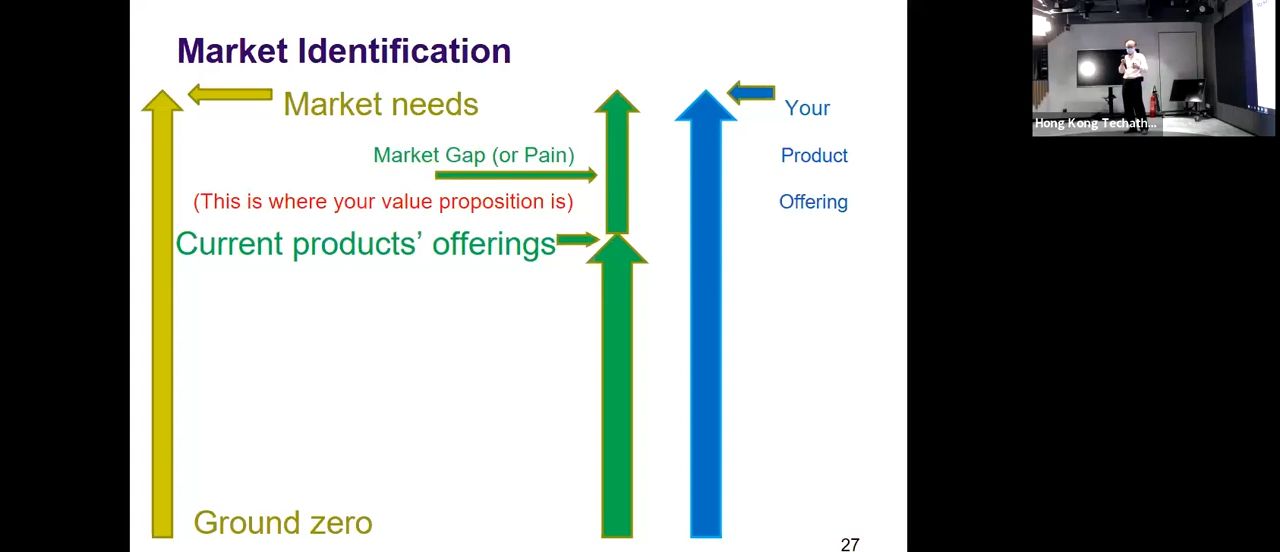 Market Identification
Market needs
Your
Market Gap (or Pain)
Product
(This is where your value proposition is)
Offering
Current products’ offerings
Ground zero
27
Hong Kong Techath...